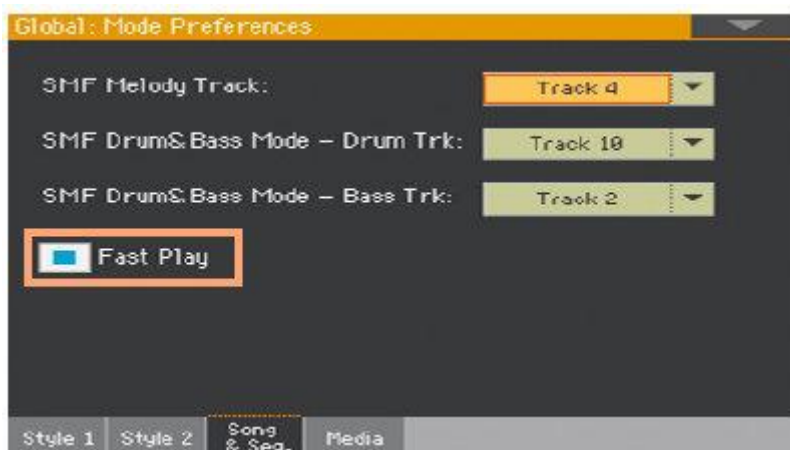 Global: Mode Preferences
SMF Melody Track: Track 4
SMF Drum&Bass Mode - Drum Trk: Track 10
SMF Drum&Bass Mode - Bass Trk: Track 2
Fast Play
Style 1 Style 2 Song & Seq. Media